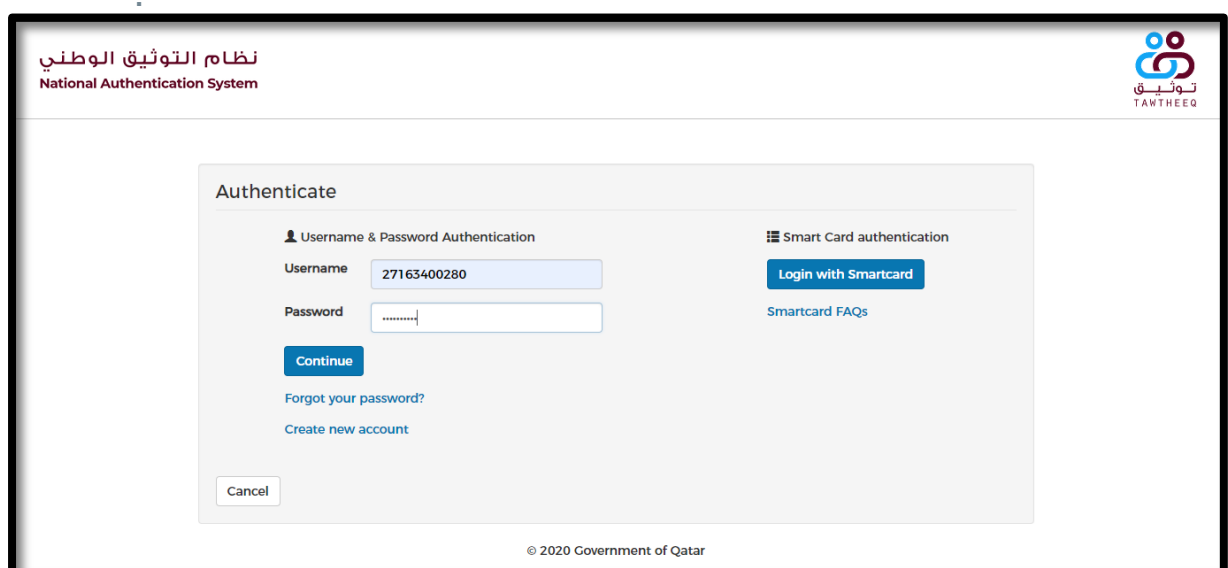 نظام التوثيق الوطني
National Authentication System
تـوثـيـق
TAWTHEEQ
Authenticate
Username & Password Authentication
Username 27163400280
Password ..........
Continue
Forgot your password?
Create new account
Cancel
Smart Card authentication
Login with Smartcard
Smartcard FAQs
© 2020 Government of Qatar